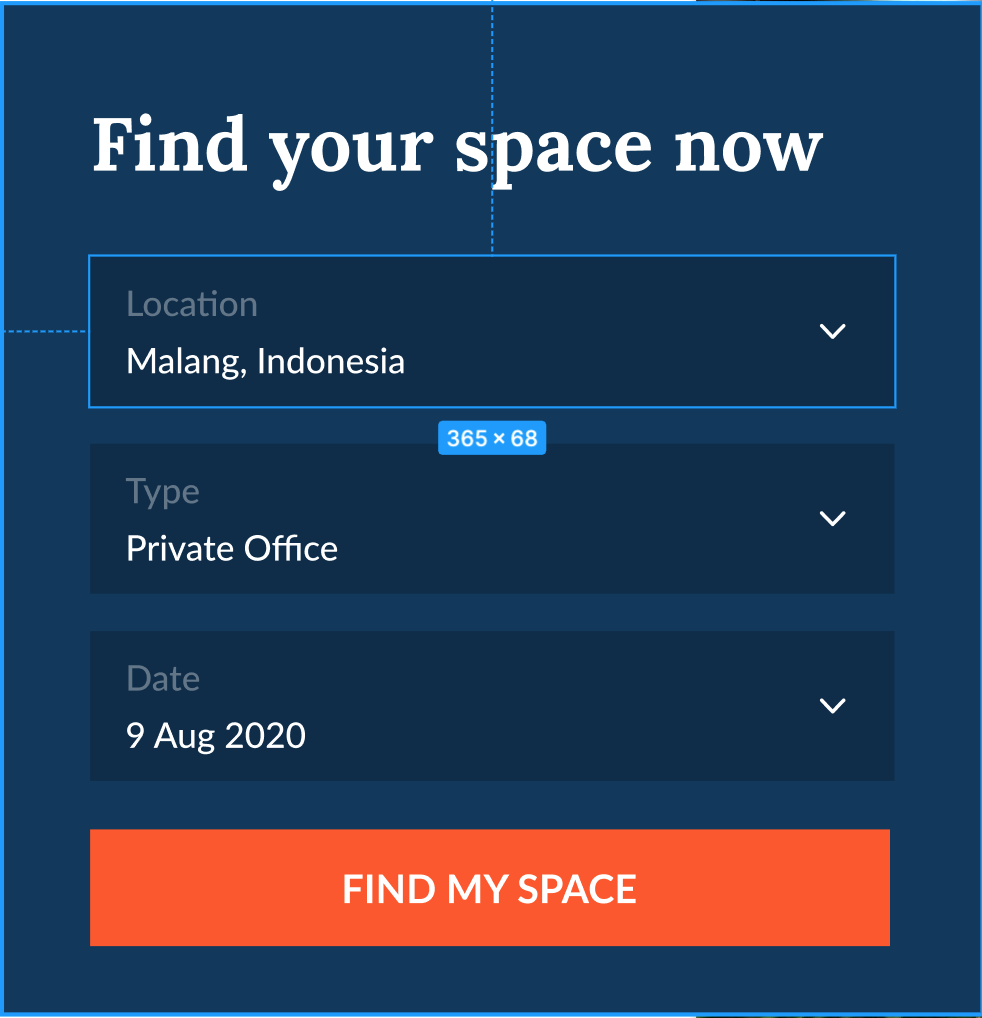 Find your space now
Location
Malang, Indonesia
365 × 68
Type
Private Office
Date
9 Aug 2020
FIND MY SPACE